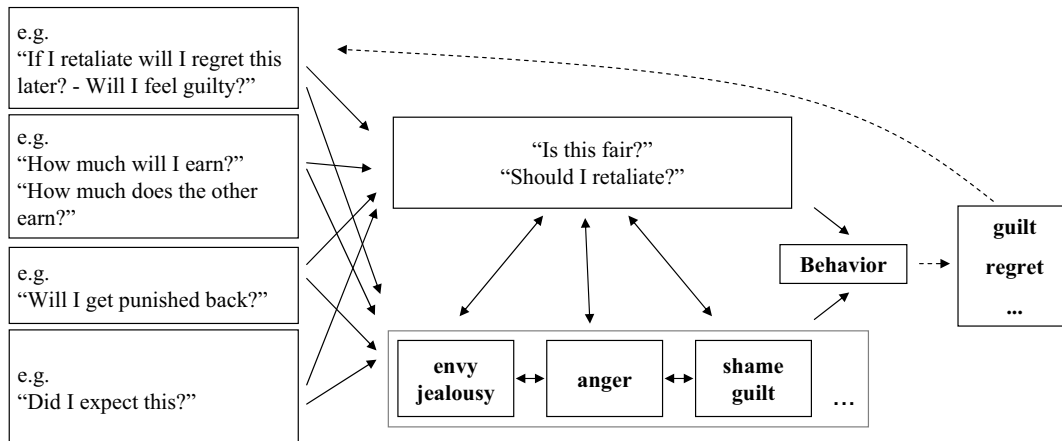 e.g.
“If I retaliate will I regret this
later? - Will I feel guilty?”
e.g.
“How much will I earn?”
“How much does the other
earn?”
e.g.
“Will I get punished back?”
e.g.
“Did I expect this?”
“Is this fair?”
“Should I retaliate?”
envy
jealousy
anger
shame
guilt
...
Behavior
guilt
regret
...